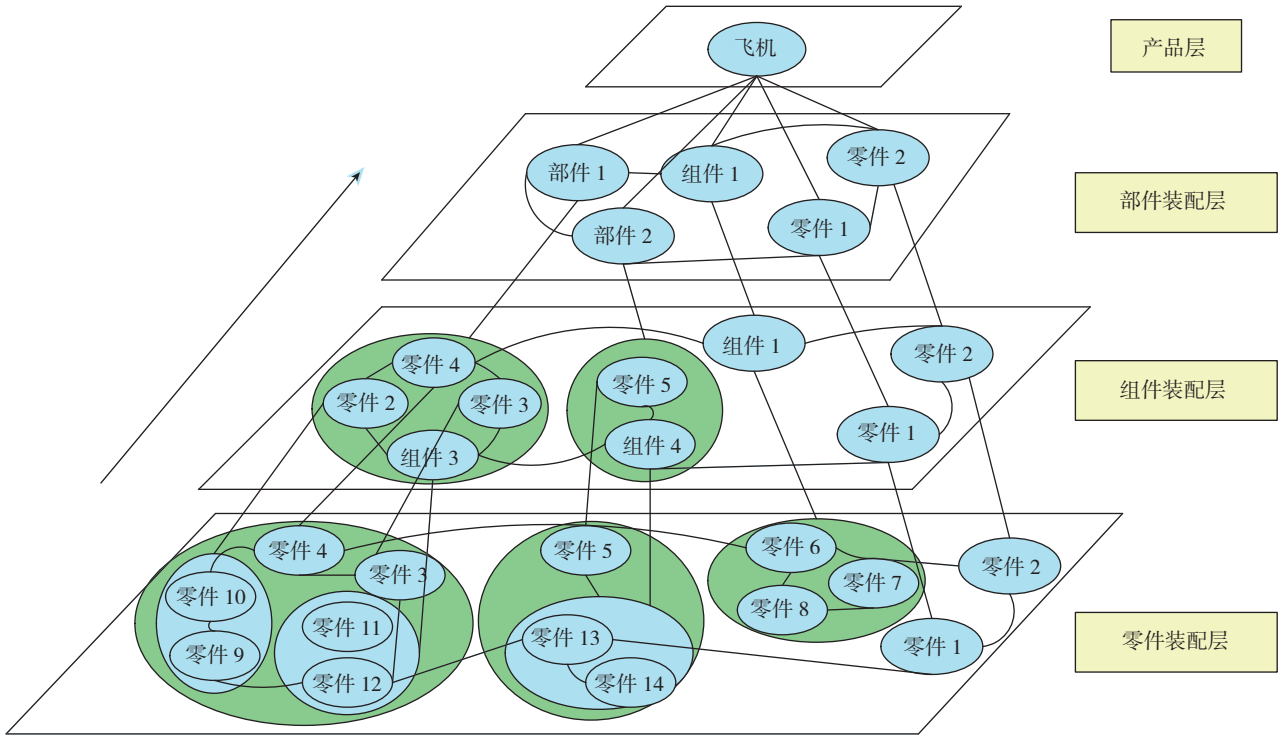 飞机
产品层
部件 1
组件 1
零件 2
部件 2
零件 1
部件装配层
零件 4
零件 2
零件 3
组件 3
零件 5
组件 4
组件 1
零件 2
零件 1
组件装配层
零件 4
零件 3
零件 10
零件 9
零件 11
零件 12
零件 5
零件 13
零件 14
零件 6
零件 7
零件 8
零件 2
零件 1
零件装配层